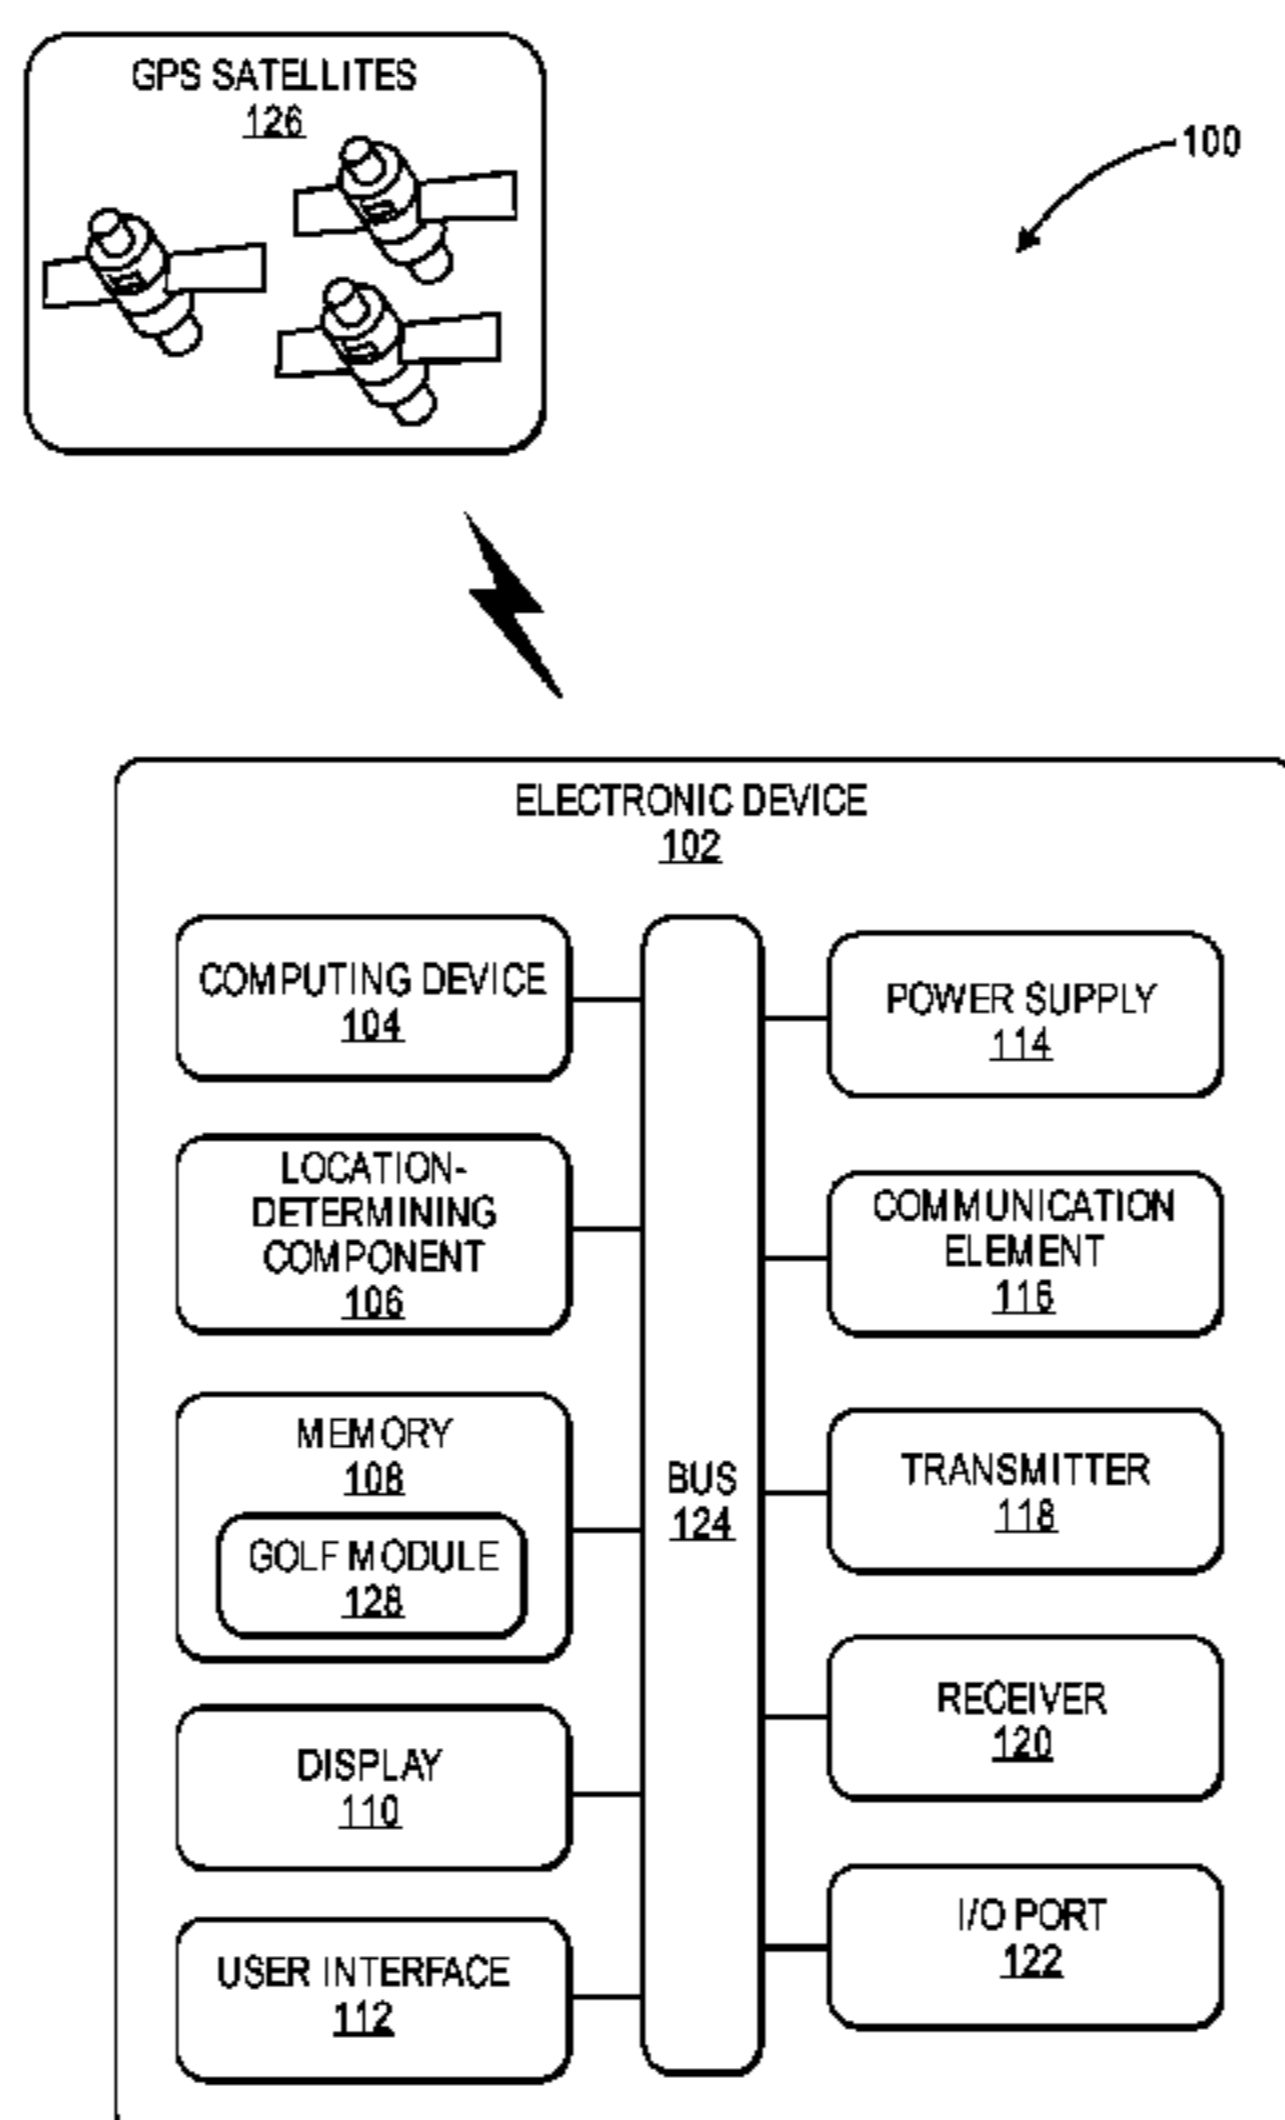 GPS SATELLITES
126
100
ELECTRONIC DEVICE
102
COMPUTING DEVICE
104
LOCATION-
DETERMINING
COMPONENT
106
MEMORY
108
GOLF MODULE
128
DISPLAY
110
USER INTERFACE
112
BUS
124
POWER SUPPLY
114
COMMUNICATION
ELEMENT
116
TRANSMITTER
118
RECEIVER
120
I/O PORT
122